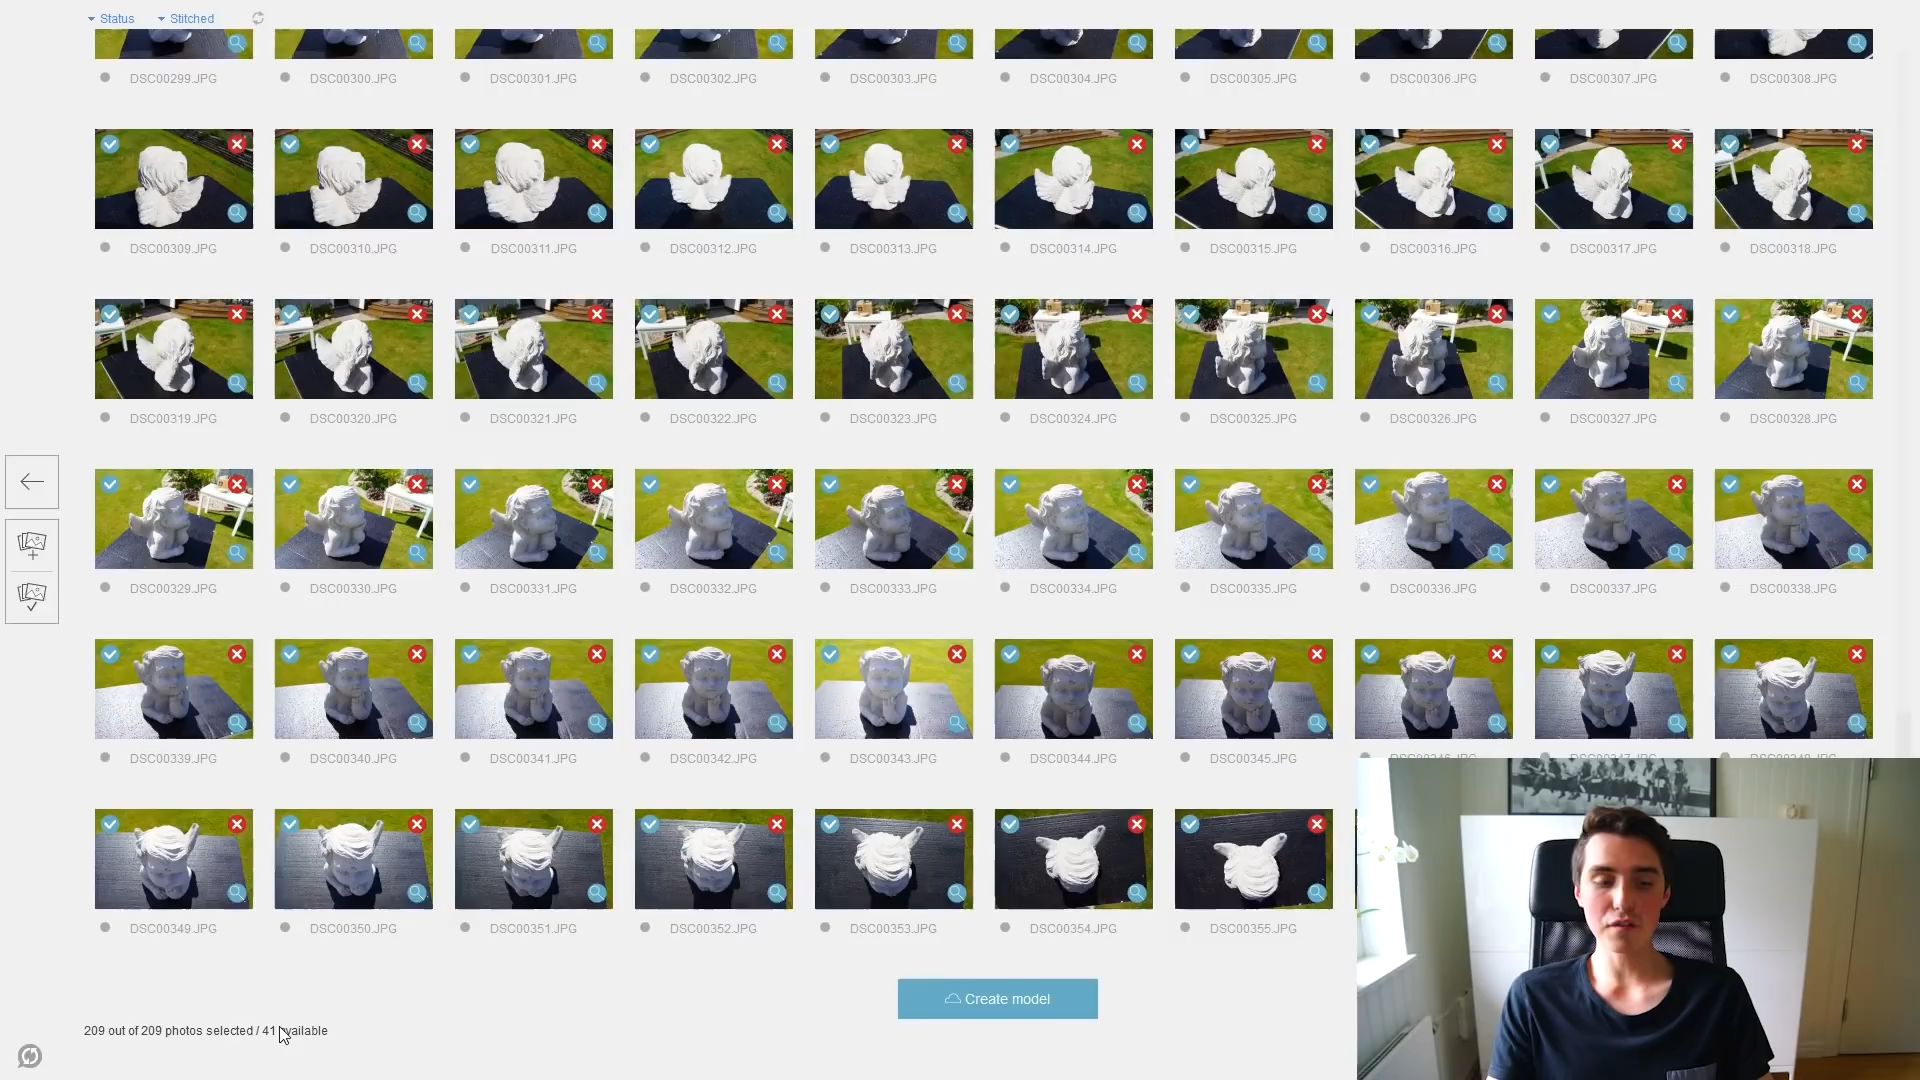 Status Stitched
DSC00299.JPG DSC00300.JPG DSC00301.JPG DSC00302.JPG DSC00303.JPG DSC00304.JPG DSC00305.JPG DSC00306.JPG DSC00307.JPG DSC00308.JPG
DSC00309.JPG DSC00310.JPG DSC00311.JPG DSC00312.JPG DSC00313.JPG DSC00314.JPG DSC00315.JPG DSC00316.JPG DSC00317.JPG DSC00318.JPG
DSC00319.JPG DSC00320.JPG DSC00321.JPG DSC00322.JPG DSC00323.JPG DSC00324.JPG DSC00325.JPG DSC00326.JPG DSC00327.JPG DSC00328.JPG
DSC00329.JPG DSC00330.JPG DSC00331.JPG DSC00332.JPG DSC00333.JPG DSC00334.JPG DSC00335.JPG DSC00336.JPG DSC00337.JPG DSC00338.JPG
DSC00339.JPG DSC00340.JPG DSC00341.JPG DSC00342.JPG DSC00343.JPG DSC00344.JPG DSC00345.JPG
DSC00349.JPG DSC00350.JPG DSC00351.JPG DSC00352.JPG DSC00353.JPG DSC00354.JPG DSC00355.JPG
Create model
209 out of 209 photos selected / 41 available